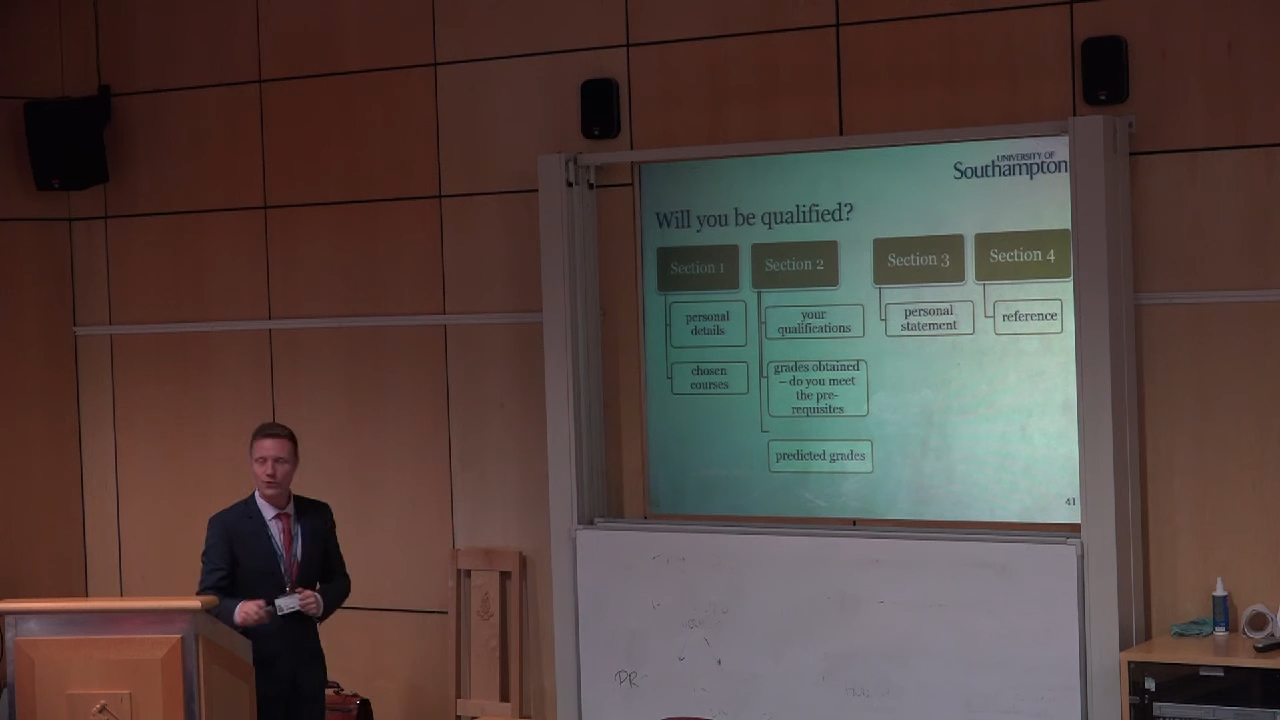 UNIVERSITY OF
Southampton
Will you be qualified?
Section 1
personal
details
chosen
courses
Section 2
your
qualifications
grades obtained
– do you meet
the pre-
requisites
predicted grades
Section 3
personal
statement
Section 4
reference
41
PR